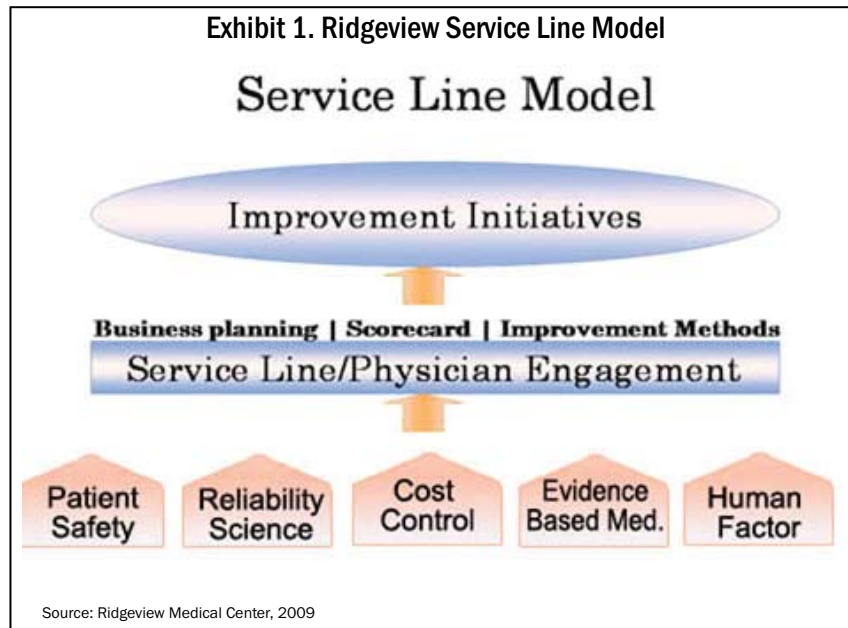 Exhibit 1. Ridgeview Service Line Model
Service Line Model
Improvement Initiatives
Business planning | Scorecard | Improvement Methods
Service Line/Physician Engagement
Patient
Safety
Reliability
Science
Cost
Control
Evidence
Based Med.
Human
Factor
Source: Ridgeview Medical Center, 2009